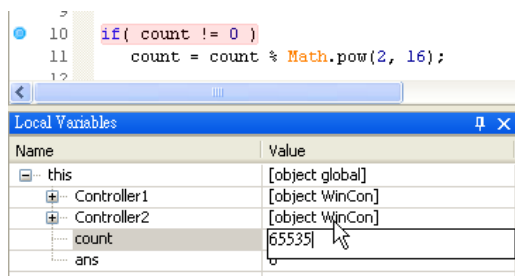 9
10 if( count != 0 )
11 count = count % Math.pow(2, 16);
12
Local Variables
Name Value
this [object global]
Controller1 [object WinCon]
Controller2 [object WinCon]
count 65535
ans